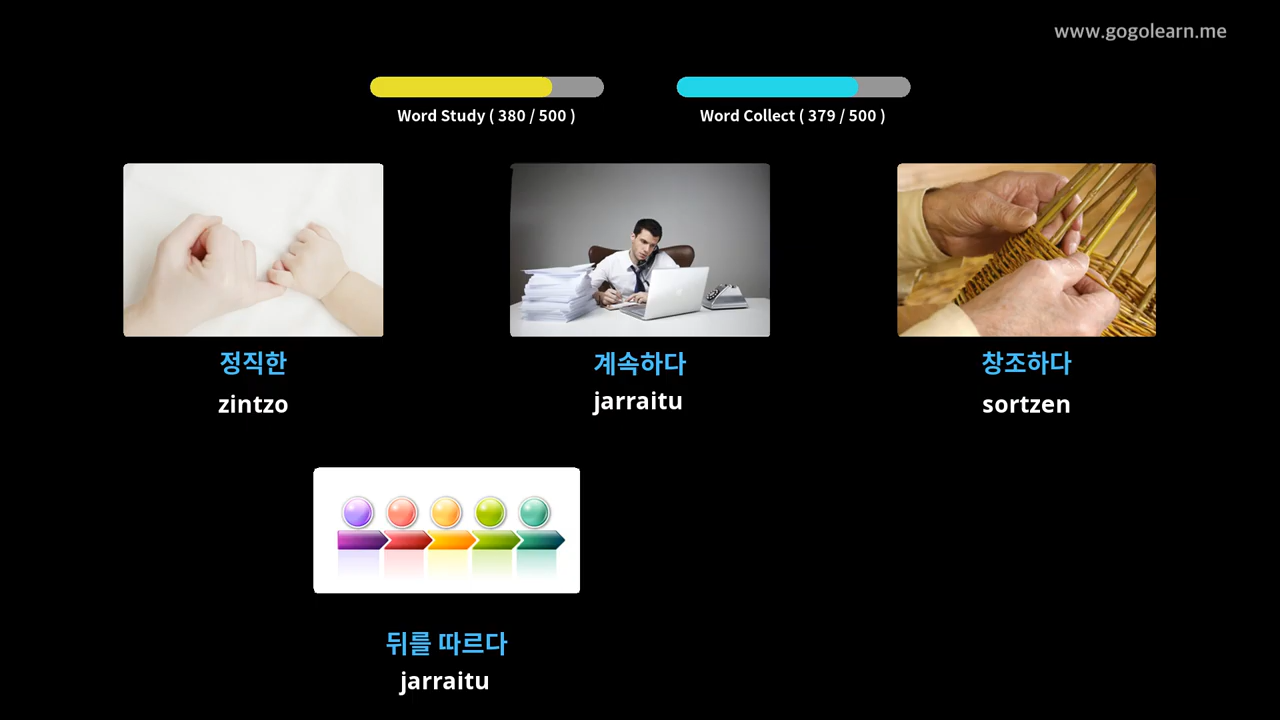 www.gogolearn.me
Word Study ( 380 / 500 )
Word Collect ( 379 / 500 )
정직한
계속하다
창조하다
zintzo
jarraitu
sortzen
뒤를 따르다
jarraitu